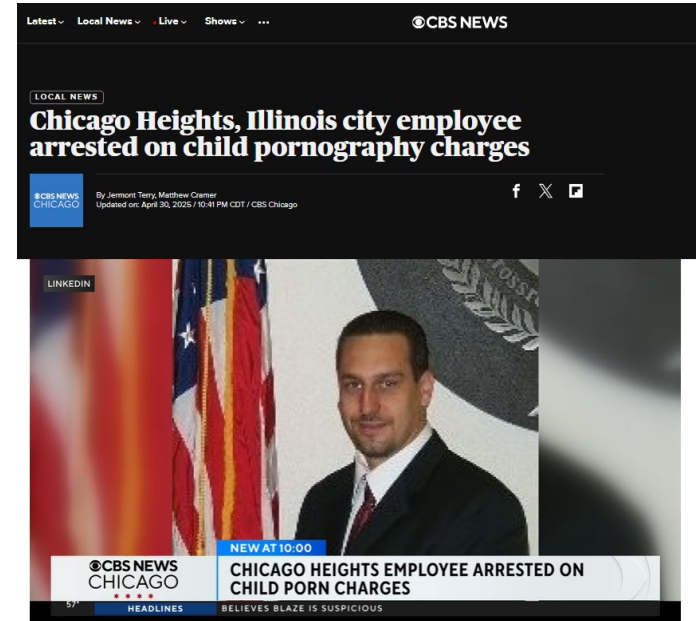 Latest Local News Live Shows ...
CBS NEWS
LOCAL NEWS
Chicago Heights, Illinois city employee
arrested on child pornography charges
CBS NEWS
CHICAGO
By Jermont Terry, Matthew Cramer
Updated on: April 30, 2025 / 10:41 PM CDT / CBS Chicago
LINKEDIN
NEW AT 10:00
CBS NEWS
CHICAGO
CHICAGO HEIGHTS EMPLOYEE ARRESTED ON
CHILD PORN CHARGES
57°
HEADLINES
BELIEVES BLAZE IS SUSPICIOUS